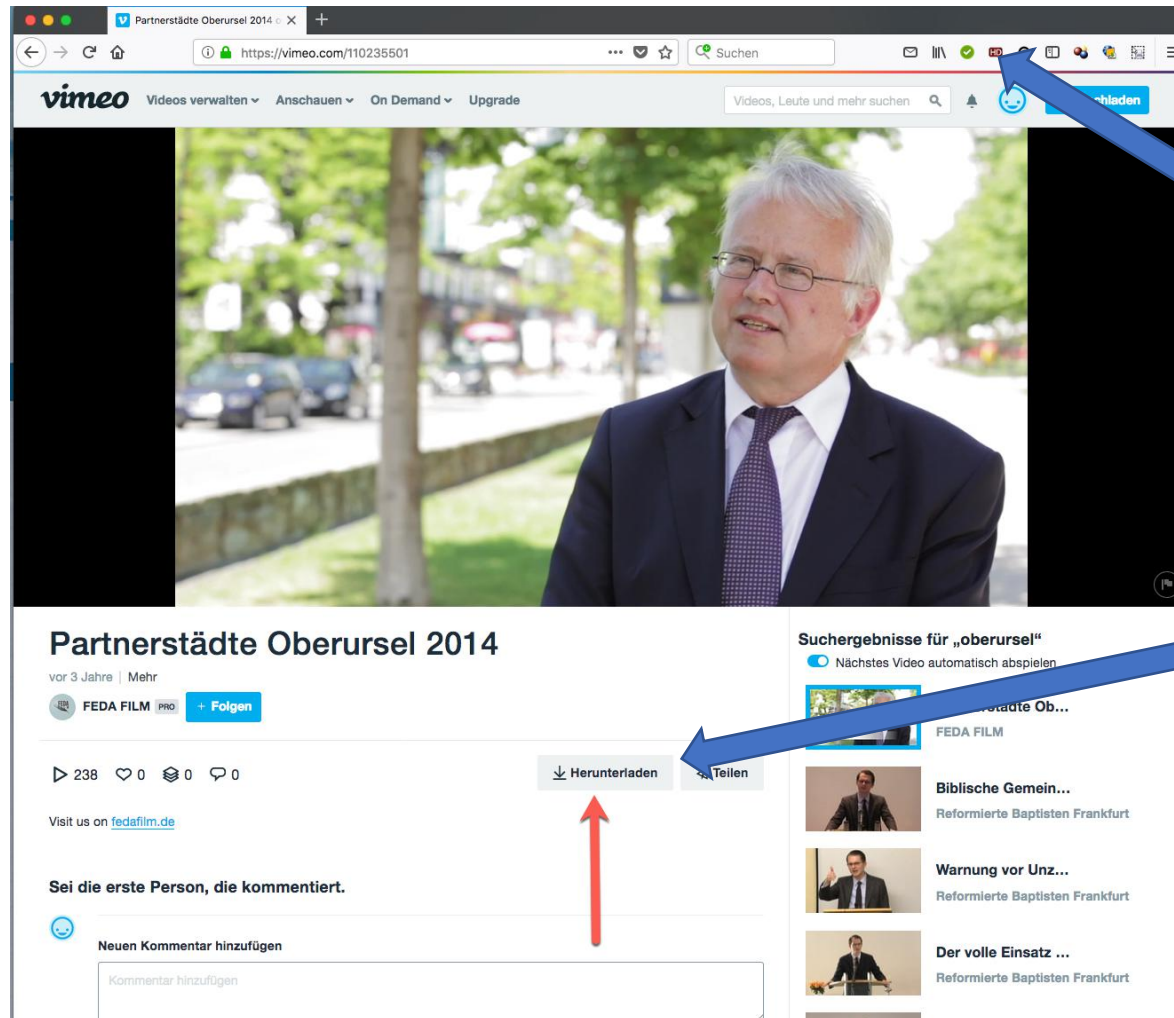 Partnerstädte Oberursel 2014
https://vimeo.com/110235501
Suchen
HD
vimeo
Videos verwalten
Anschauen
On Demand
Upgrade
Videos, Leute und mehr suchen
Partnerstädte Oberursel 2014
vor 3 Jahre | Mehr
FEDA FILM PRO
+ Folgen
238 0 0 0
Herunterladen
Teilen
Visit us on fedafilm.de
Sei die erste Person, die kommentiert.
Neuen Kommentar hinzufügen
Kommentar hinzufügen
Suchergebnisse für „oberursel“
Nächstes Video automatisch abspielen
Ob...
FEDA FILM
Biblische Gemein...
Reformierte Baptisten Frankfurt
Warnung vor Unz...
Reformierte Baptisten Frankfurt
Der volle Einsatz ...
Reformierte Baptisten Frankfurt